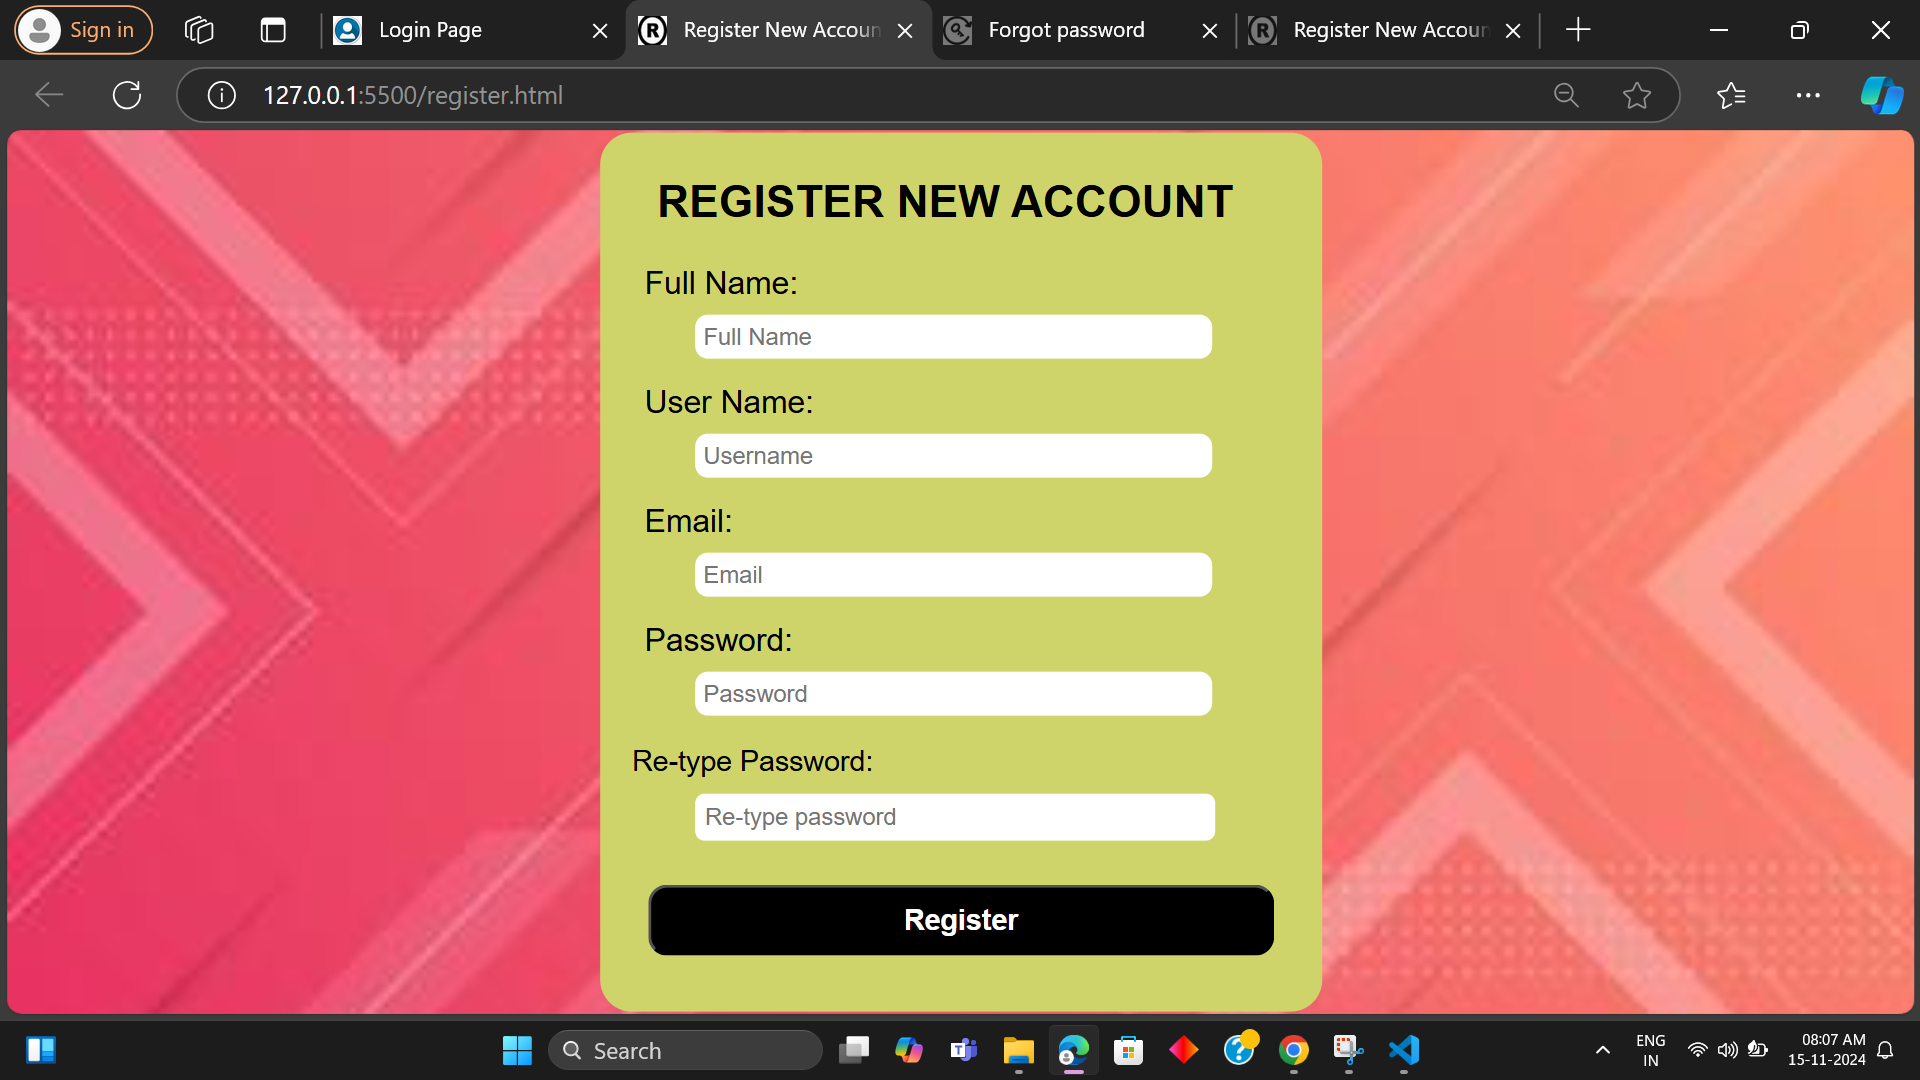 Sign in
Login Page
Register New Accoun
Forgot password
Register New Accour
127.0.0.1:5500/register.html
REGISTER NEW ACCOUNT
Full Name:
Full Name
User Name:
Username
Email:
Email
Password:
Password
Re-type Password:
Re-type password
Register
Search
ENG
IN
08:07 AM
15-11-2024